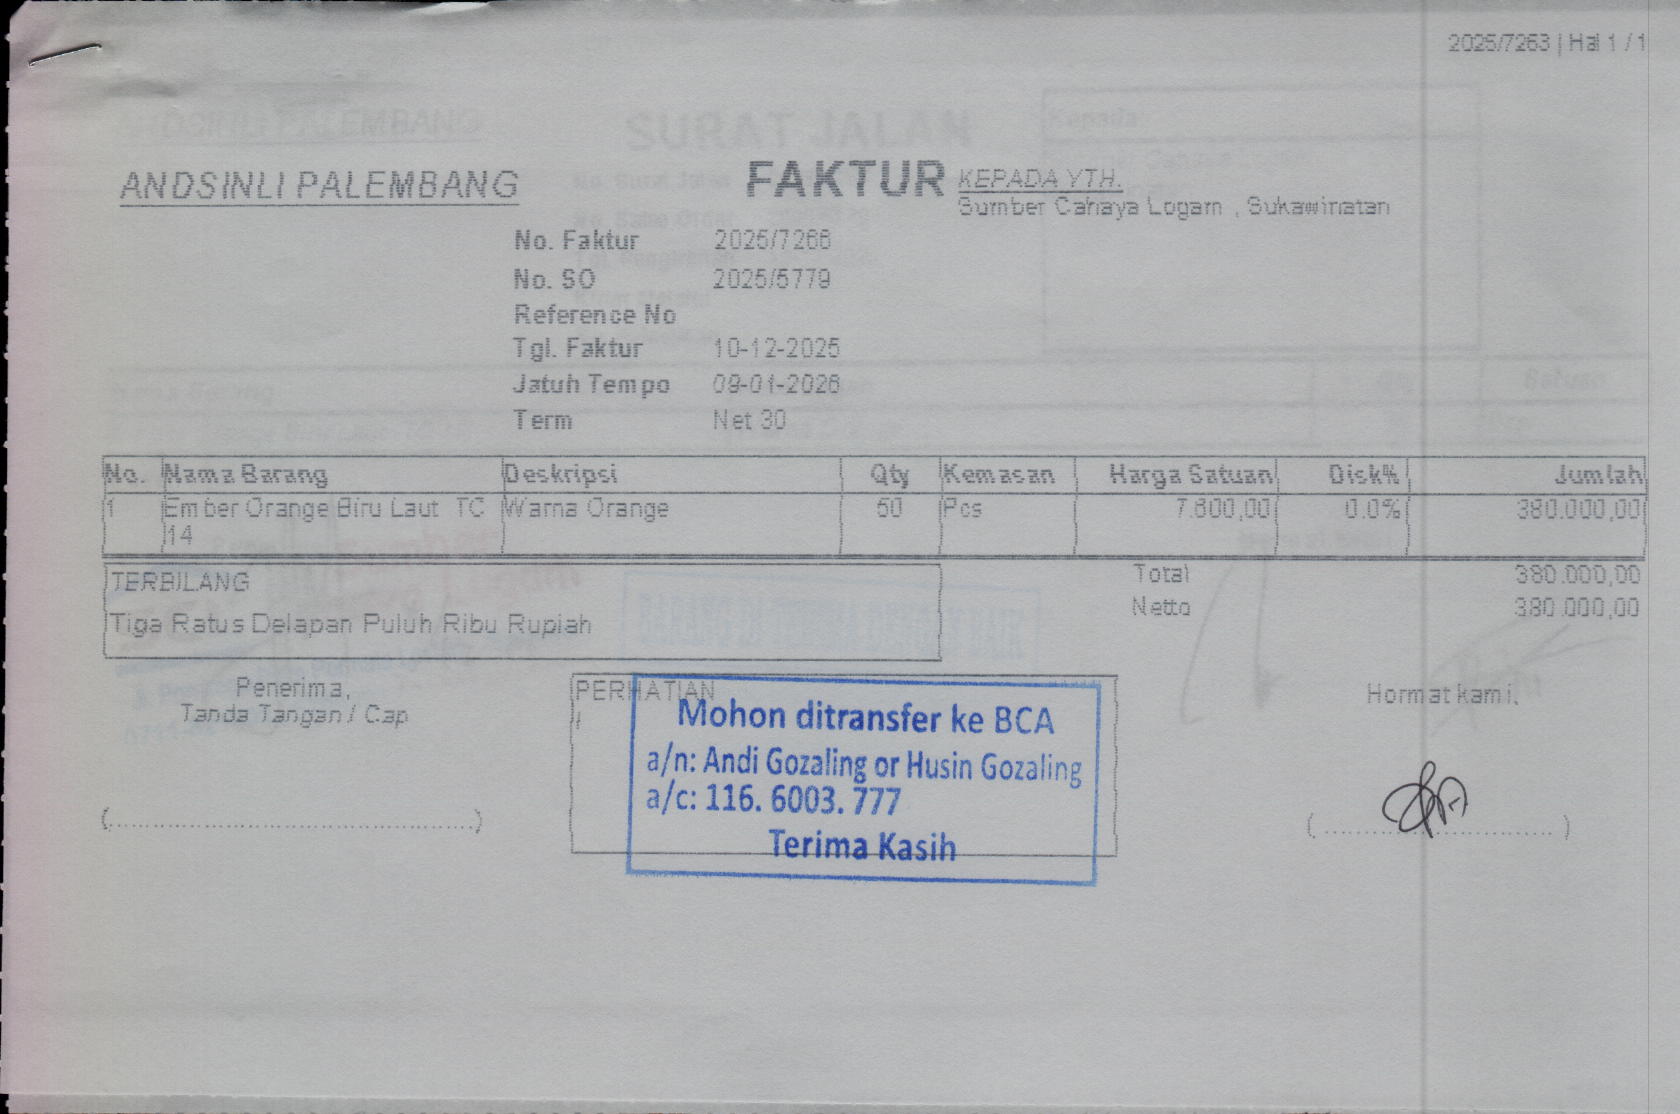 2025/7263 | Hal 1 / 1
SURAT JALAN
Kepada
ANDSINLI PALEMBANG
FAKTUR
KEPADA YTH.
Sumber Cahaya Logam , Sukawinatan
No. Faktur 2025/7268
No. SO 2025/5779
Reference No
Tgl. Faktur 10-12-2025
Jatuh Tempo 09-01-2026
Term Net 30
No. Nama Barang Deskripsi Qty Kemasan Harga Satuan Disk% Jumlah
1 Ember Orange Biru Laut TC Warna Orange 50 Pcs 7.600,00 0.0% 380.000,00
14
TERBILANG
Tiga Ratus Delapan Puluh Ribu Rupiah
Total 380.000,00
Netto 380.000,00
Penerima,
Tanda Tangan / Cap
PERHATIAN
Mohon ditransfer ke BCA
a/n: Andi Gozaling or Husin Gozaling
a/c: 116. 6003. 777
Terima Kasih
Hormat kami.